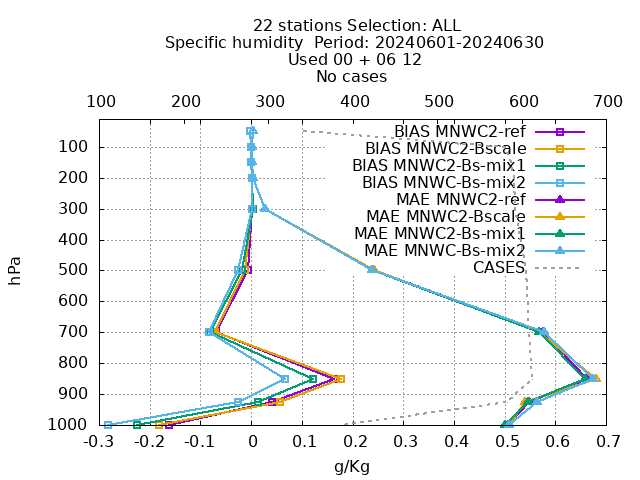 22 stations Selection: ALL
Specific humidity  Period: 20240601-20240630
Used 00 + 06 12
No cases
100 200 300 400 500 600 700
BIAS MNWC2-ref
BIAS MNWC2-Bscale
BIAS MNWC2-Bs-mix1
BIAS MNWC-Bs-mix2
MAE MNWC2-ref
MAE MNWC2-Bscale
MAE MNWC2-Bs-mix1
MAE MNWC-Bs-mix2
CASES
hPa
100
200
300
400
500
600
700
800
900
1000
-0.3 -0.2 -0.1 0 0.1 0.2 0.3 0.4 0.5 0.6 0.7
g/Kg